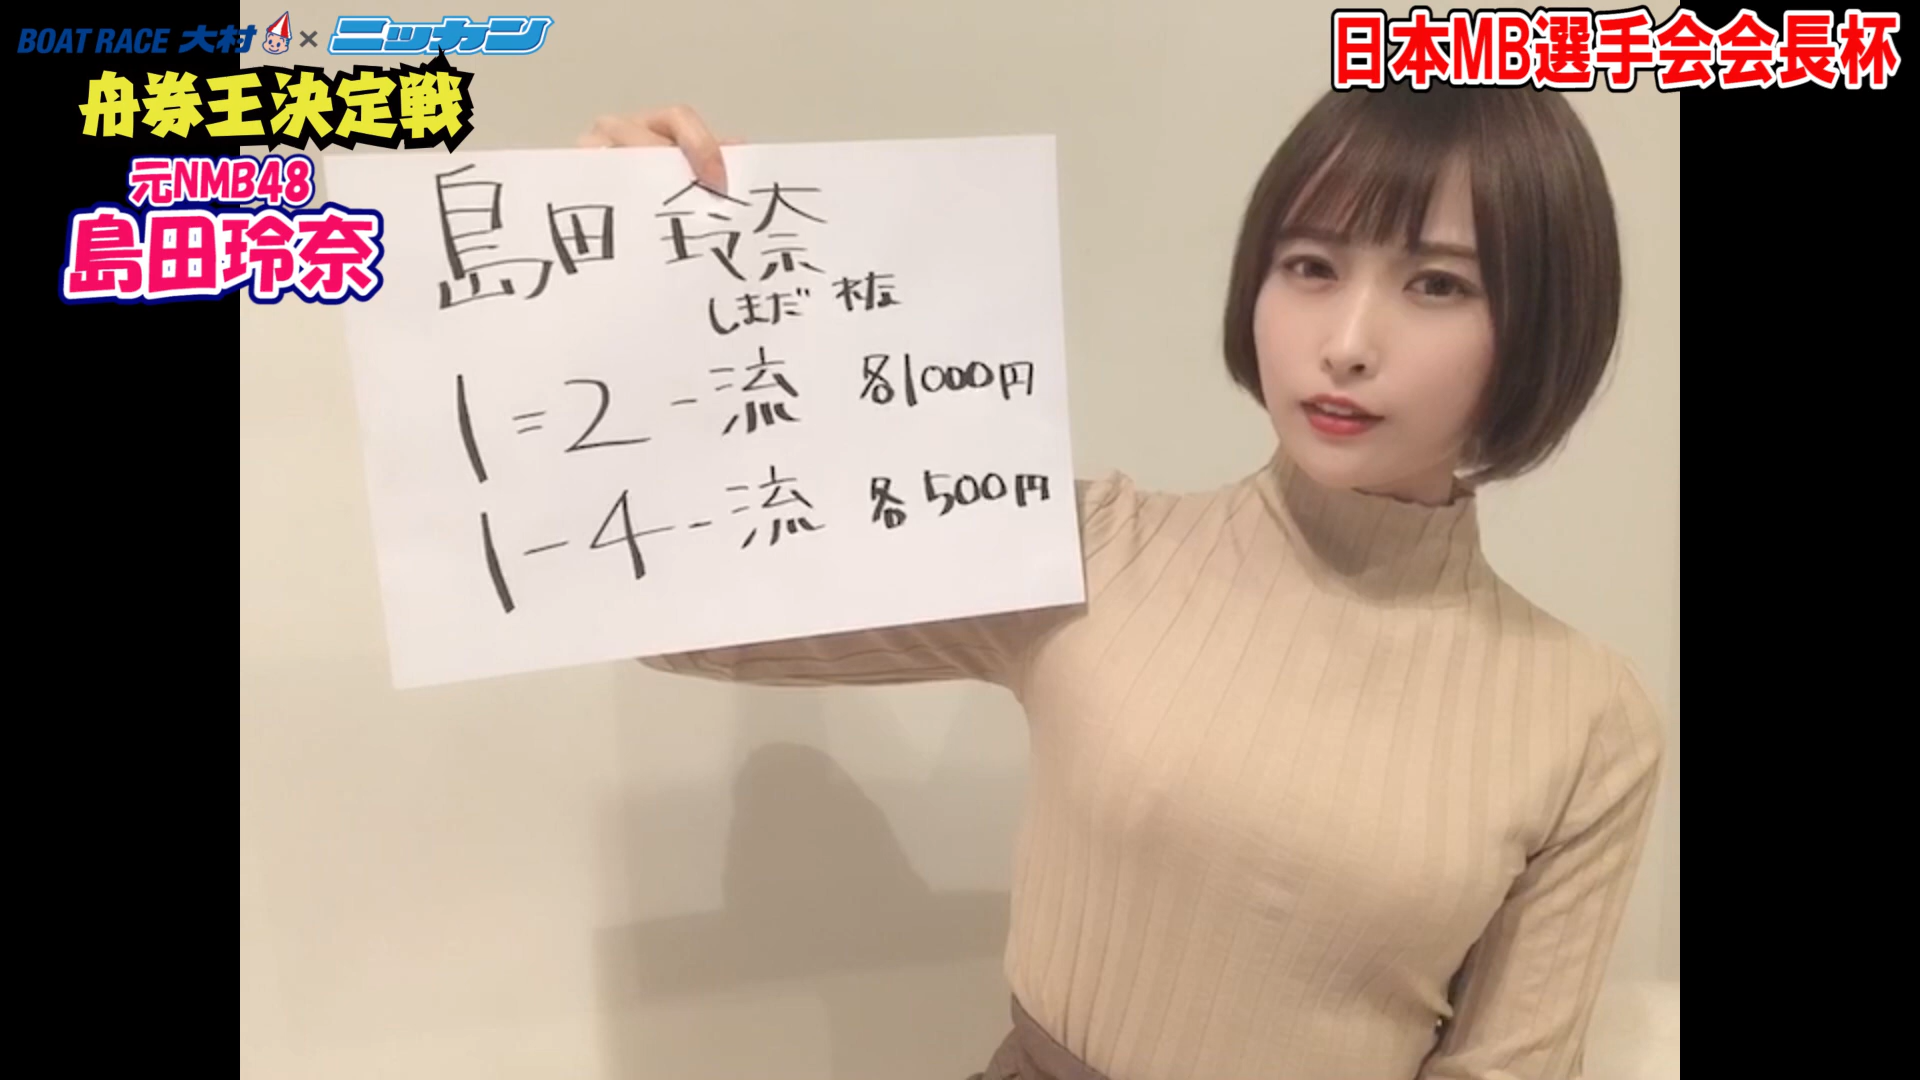 BOAT RACE 大村 × ニッカン
舟券王決定戦
元NMB48
島田玲奈
日本MB選手会会長杯
島田玲奈
しまだ
1=2-流 各1000円
1-4-流 各500円